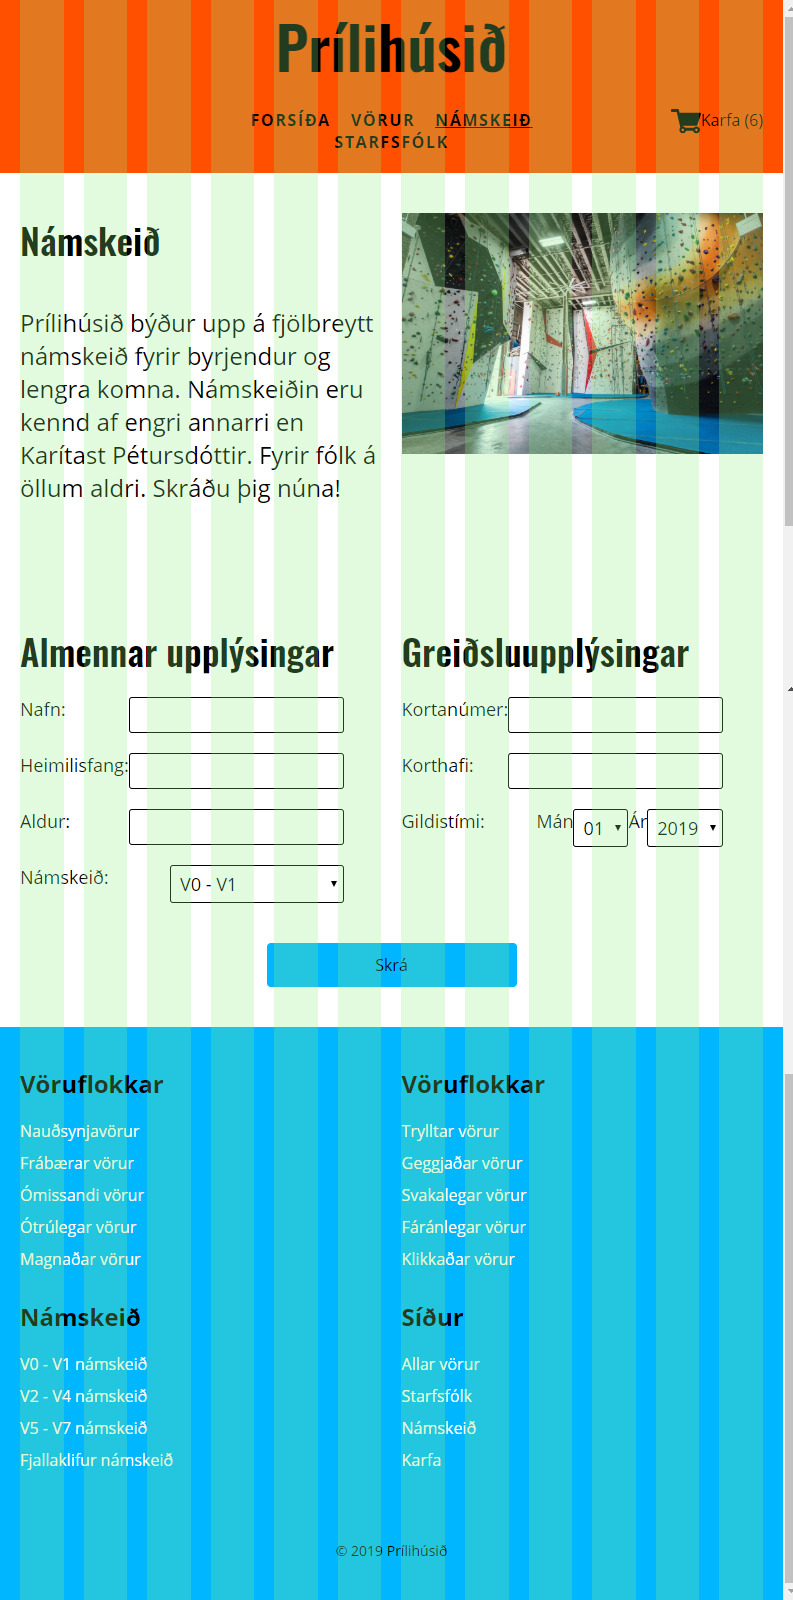 Prílihúsið
FORSÍÐA VÖRUR NÁMSKEIÐ
STARFSFÓLK
Karfa (6)
Námskeið
Prílihúsið býður upp á fjölbreytt
námskeið fyrir byrjendur og
lengra komna. Námskeiðin eru
kennd af engri annarri en
Karítast Pétursdóttir. Fyrir fólk á
öllum aldri. Skráðu þig núna!
Almennar upplýsingar
Nafn:
Heimilisfang:
Aldur:
Námskeið: V0 - V1
Greiðsluupplýsingar
Kortanúmer:
Korthafi:
Gildistími: Mán 01 Ár 2019
Skrá
Vöruflokkar
Nauðsynjavörur
Frábærar vörur
Ómissandi vörur
Ótrúlegar vörur
Magnaðar vörur
Vöruflokkar
Trylltar vörur
Geggjaðar vörur
Svakalegar vörur
Fáránlegar vörur
Klikkaðar vörur
Námskeið
V0 - V1 námskeið
V2 - V4 námskeið
V5 - V7 námskeið
Fjallaklifur námskeið
Síður
Allar vörur
Starfsfólk
Námskeið
Karfa
© 2019 Prílihúsið